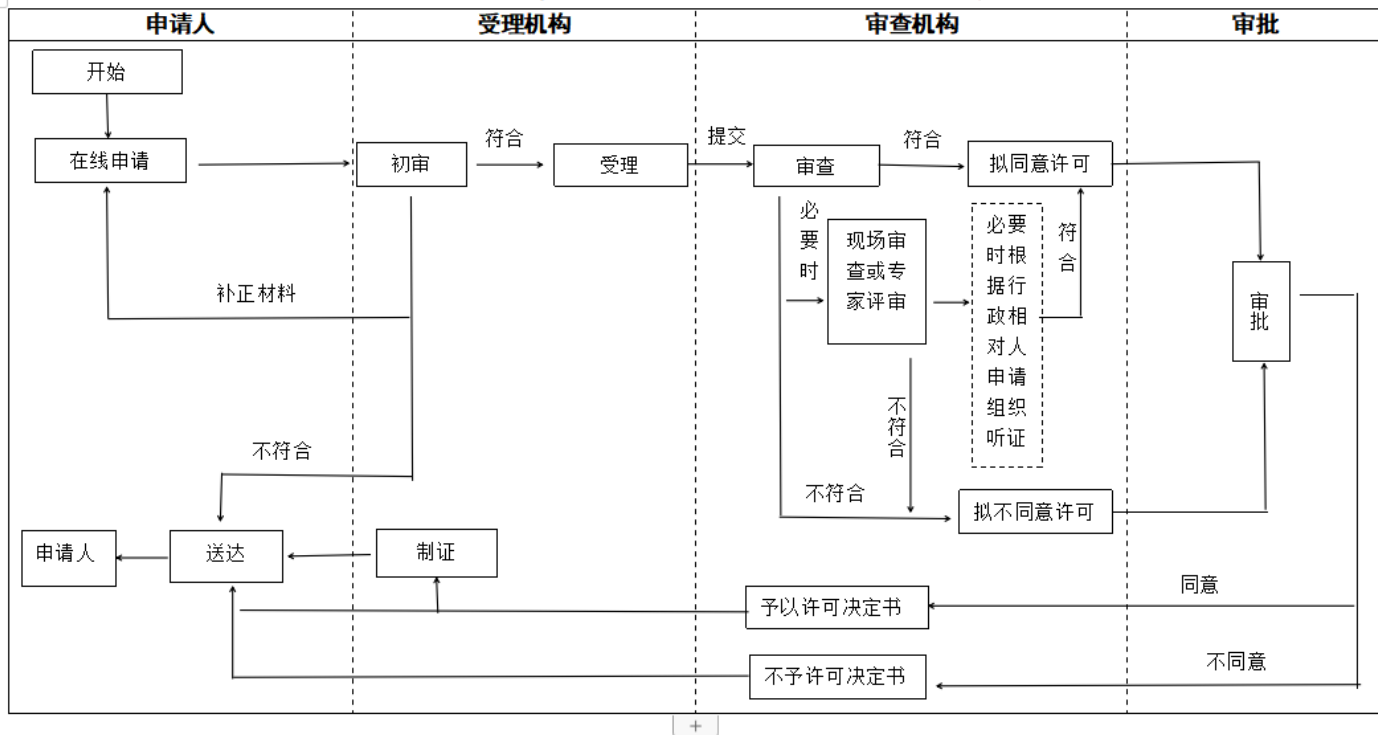 申请人
受理机构
审查机构
审批
开始
在线申请
初审
符合
受理
提交
审查
符合
拟同意许可
必
要
时
现场审
查或专
家评审
必要
时根
据行
政相
对人
申请
组织
听证
符
合
审
批
补正材料
不
符
合
不符合
不符合
拟不同意许可
申请人
送达
制证
同意
予以许可决定书
不同意
不予许可决定书